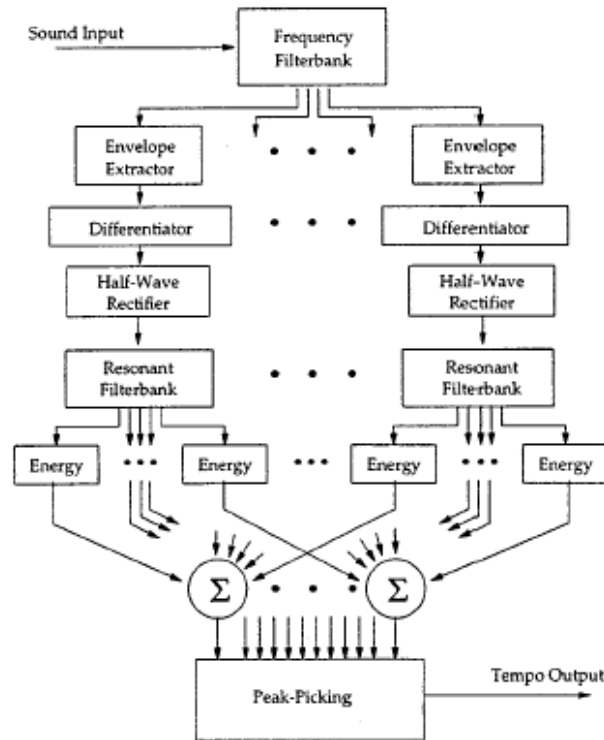 Sound Input
Frequency
Filterbank
Envelope
Extractor
Envelope
Extractor
Differentiator
Differentiator
Half-Wave
Rectifier
Half-Wave
Rectifier
Resonant
Filterbank
Resonant
Filterbank
Energy
Energy
Energy
Energy
Σ
Σ
Peak-Picking
Tempo Output